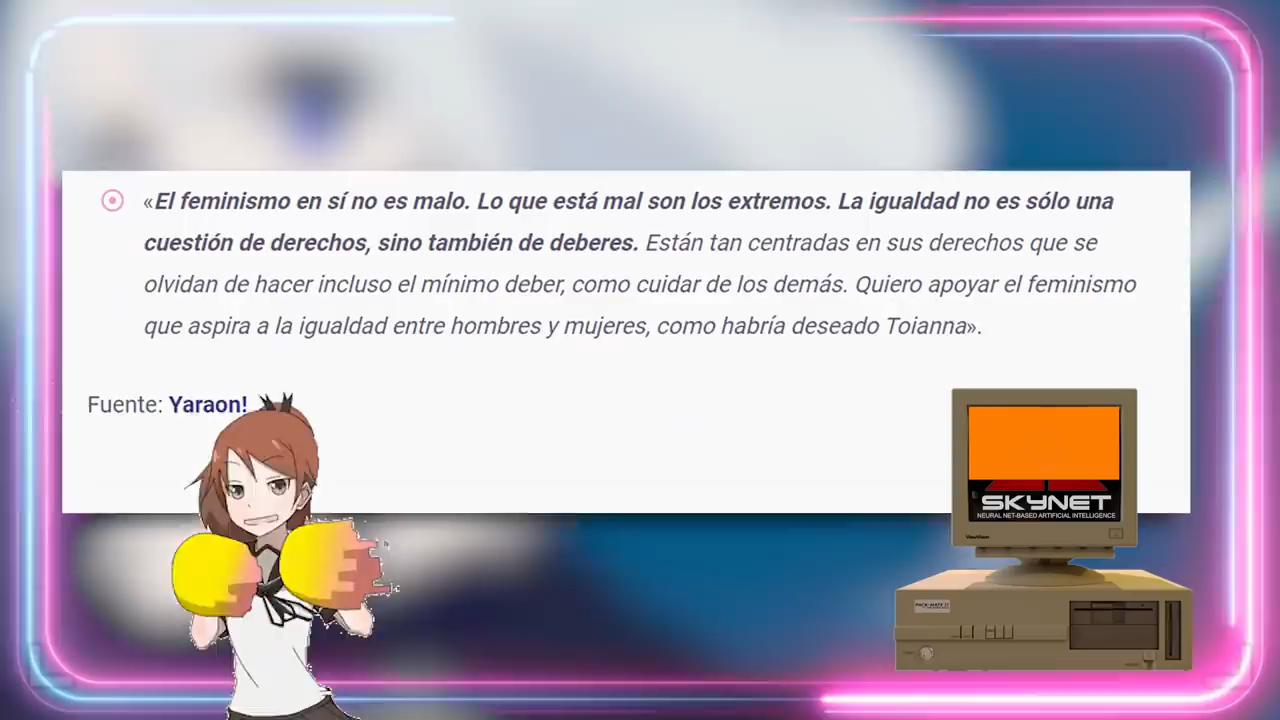 «El feminismo en sí no es malo. Lo que está mal son los extremos. La igualdad no es sólo una
cuestión de derechos, sino también de deberes. Están tan centradas en sus derechos que se
olvidan de hacer incluso el mínimo deber, como cuidar de los demás. Quiero apoyar el feminismo
que aspira a la igualdad entre hombres y mujeres, como habría deseado Toianna».
Fuente: Yaraon!
SKYNET
NEURAL NET-BASED ARTIFICIAL INTELLIGENCE